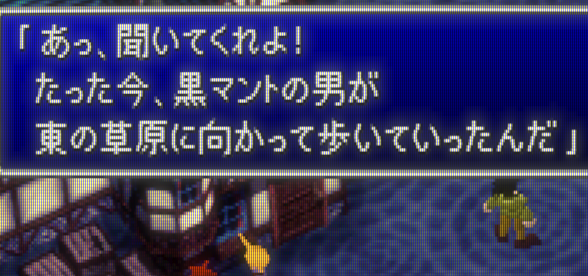 「あっ、聞いてくれよ!
たった今、黒マントの男が
東の草原に向かって歩いていったんだ」